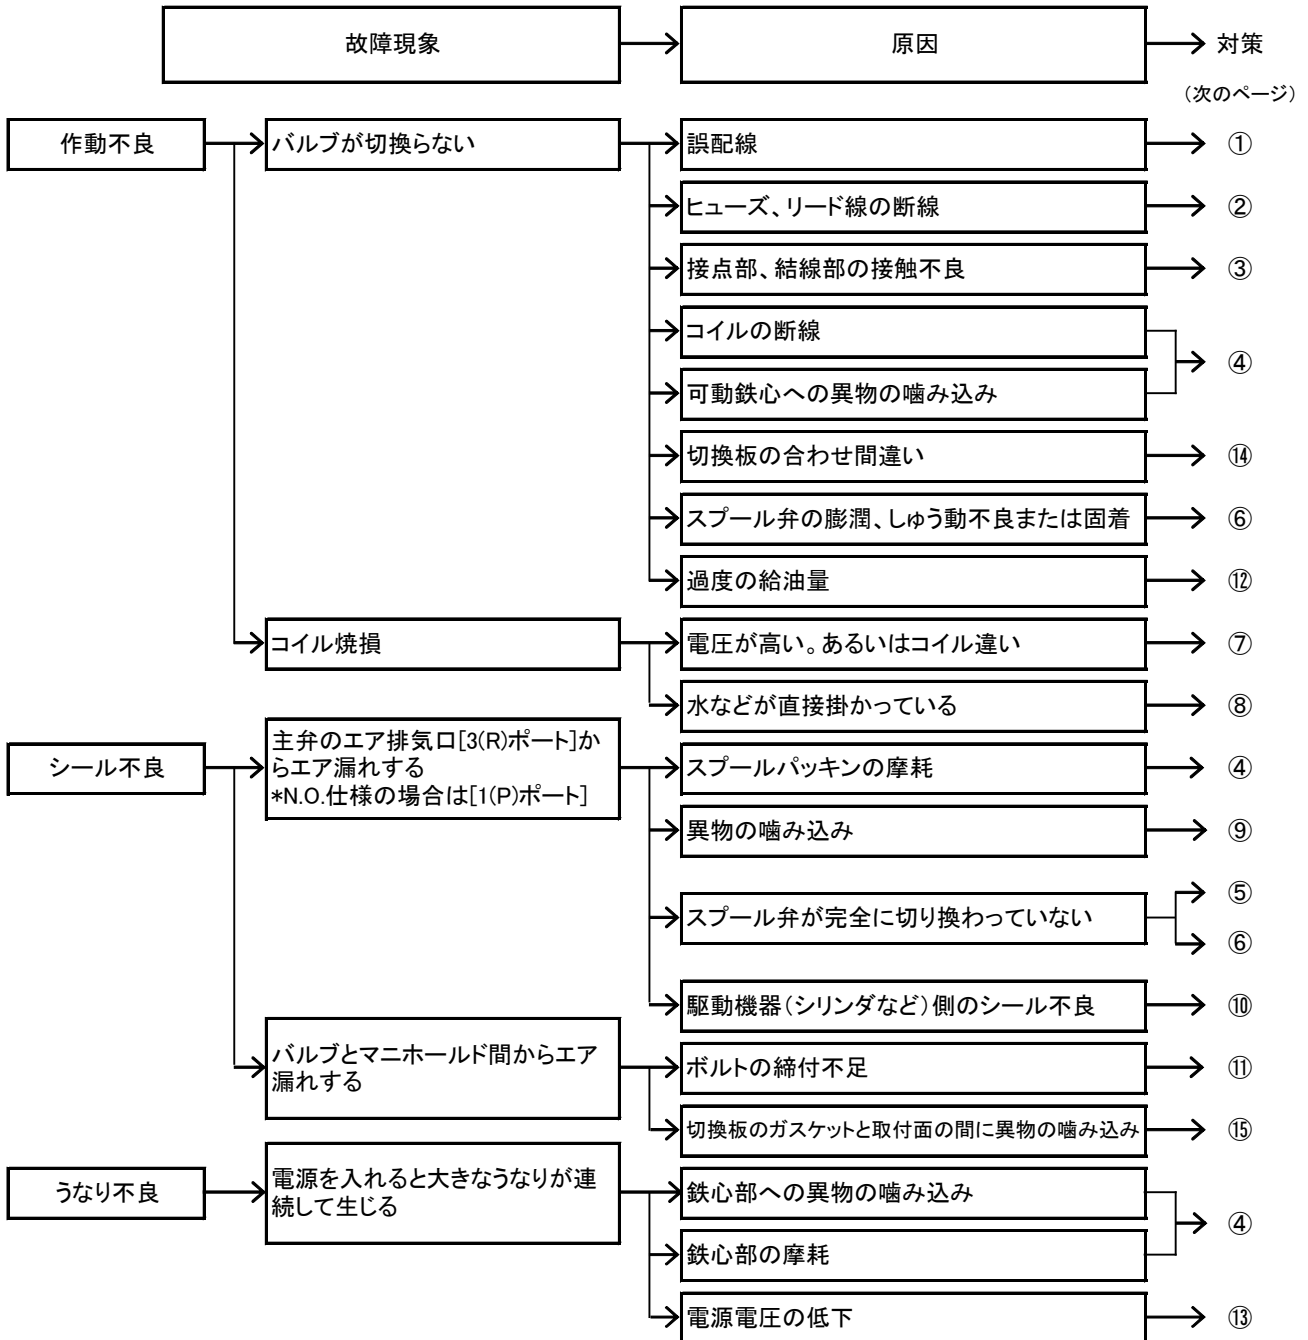 故障現象
原因
対策
(次のページ)
作動不良
バルブが切換らない
誤配線
①
ヒューズ、リード線の断線
②
接点部、結線部の接触不良
③
コイルの断線
④
可動鉄心への異物の噛み込み
切換板の合わせ間違い
⑭
スプール弁の膨潤、しゅう動不良または固着
⑥
過度の給油量
⑫
コイル焼損
電圧が高い。あるいはコイル違い
⑦
水などが直接掛かっている
⑧
シール不良
主弁のエア排気口[3(R)ポート]か
らエア漏れする
*N.O.仕様の場合は[1(P)ポート]
スプールパッキンの摩耗
④
異物の噛み込み
⑨
スプール弁が完全に切り換わっていない
⑤
⑥
駆動機器(シリンダなど)側のシール不良
⑩
バルブとマニホールド間からエア
漏れする
ボルトの締付不足
⑪
切換板のガスケットと取付面の間に異物の噛み込み
⑮
うなり不良
電源を入れると大きなうなりが連
続して生じる
鉄心部への異物の噛み込み
④
鉄心部の摩耗
電源電圧の低下
⑬